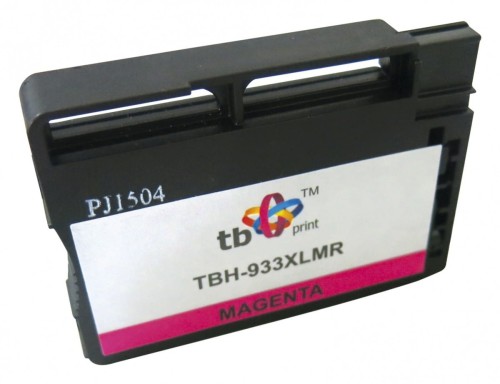 PJ1504
tb print TM
TBH-933XLMR
MAGENTA